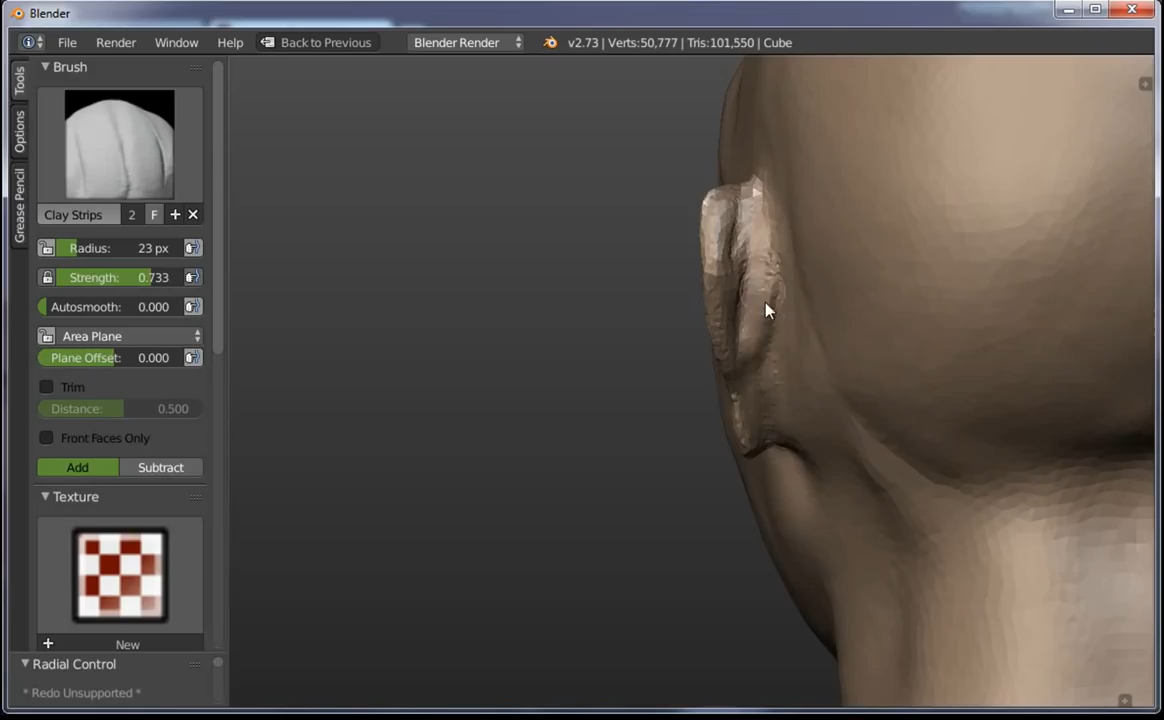 Blender
File Render Window Help Back to Previous Blender Render v2.73 | Verts:50,777 | Tris:101,550 | Cube
Tools
Options
Grease Pencil
Brush
Clay Strips 2 F
Radius: 23 px
Strength: 0.733
Autosmooth: 0.000
Area Plane
Plane Offset: 0.000
Trim
Distance: 0.500
Front Faces Only
Add Subtract
Texture
New
Radial Control
* Redo Unsupported *